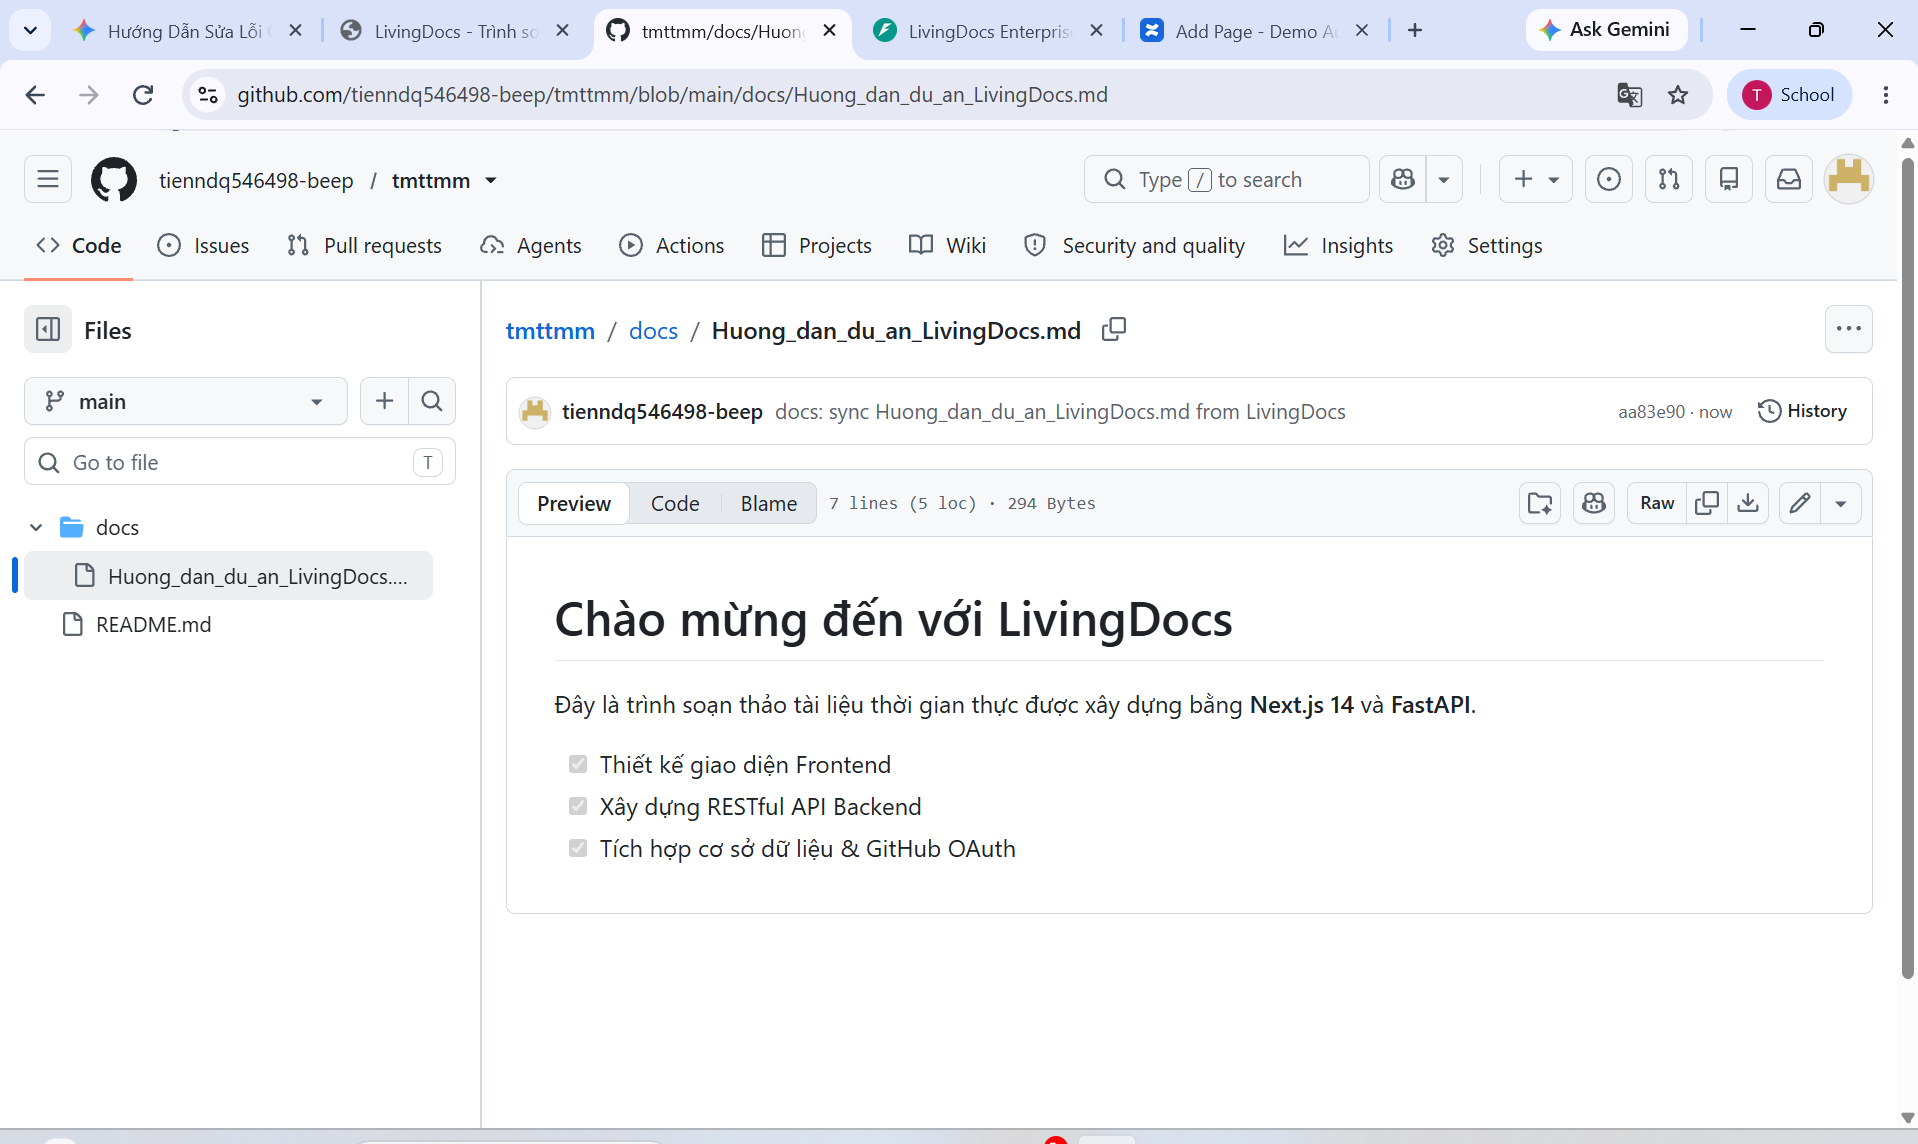 Hướng Dẫn Sửa Lỗi
LivingDocs - Trình so
tmttmm/docs/Huong
LivingDocs Enterprise
Add Page - Demo A
Ask Gemini
github.com/tienndq546498-beep/tmttmm/blob/main/docs/Huong_dan_du_an_LivingDocs.md
T School
tienndq546498-beep / tmttmm
Type / to search
Code
Issues
Pull requests
Agents
Actions
Projects
Wiki
Security and quality
Insights
Settings
Files
main
Go to file
T
docs
Huong_dan_du_an_LivingDocs....
README.md
tmttmm / docs / Huong_dan_du_an_LivingDocs.md
tienndq546498-beep docs: sync Huong_dan_du_an_LivingDocs.md from LivingDocs
aa83e90 · now
History
Preview
Code
Blame
7 lines (5 loc) · 294 Bytes
Raw
Chào mừng đến với LivingDocs
Đây là trình soạn thảo tài liệu thời gian thực được xây dựng bằng Next.js 14 và FastAPI.
Thiết kế giao diện Frontend
Xây dựng RESTful API Backend
Tích hợp cơ sở dữ liệu & GitHub OAuth